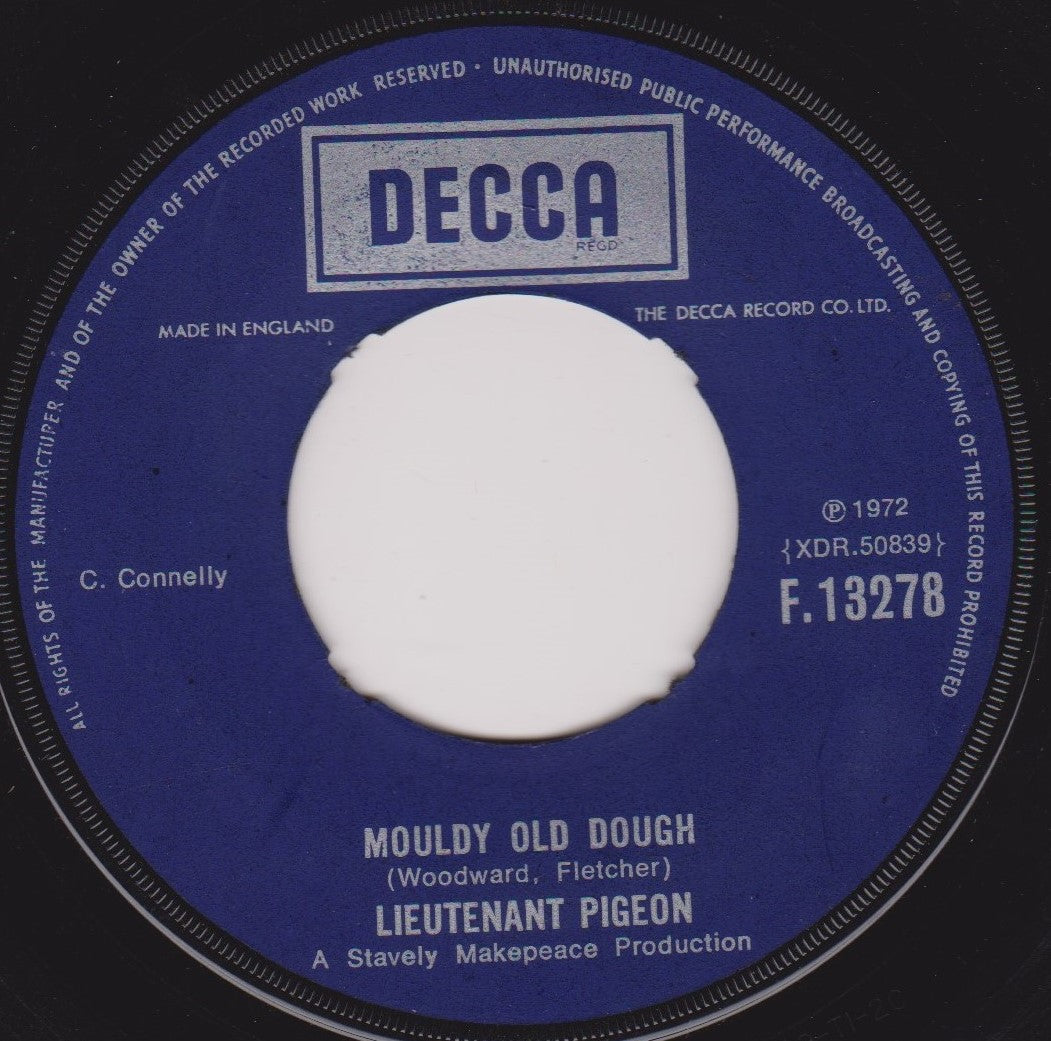 ALL RIGHTS OF THE MANUFACTURER AND OF THE OWNER OF THE RECORDED WORK RESERVED · UNAUTHORISED PUBLIC PERFORMANCE BROADCASTING AND COPYING OF THIS RECORD PROHIBITED
DECCA
REGD
MADE IN ENGLAND
THE DECCA RECORD CO. LTD.
℗ 1972
{XDR.50839}
C. Connelly
F.13278
MOULDY OLD DOUGH
(Woodward, Fletcher)
LIEUTENANT PIGEON
A Stavely Makepeace Production